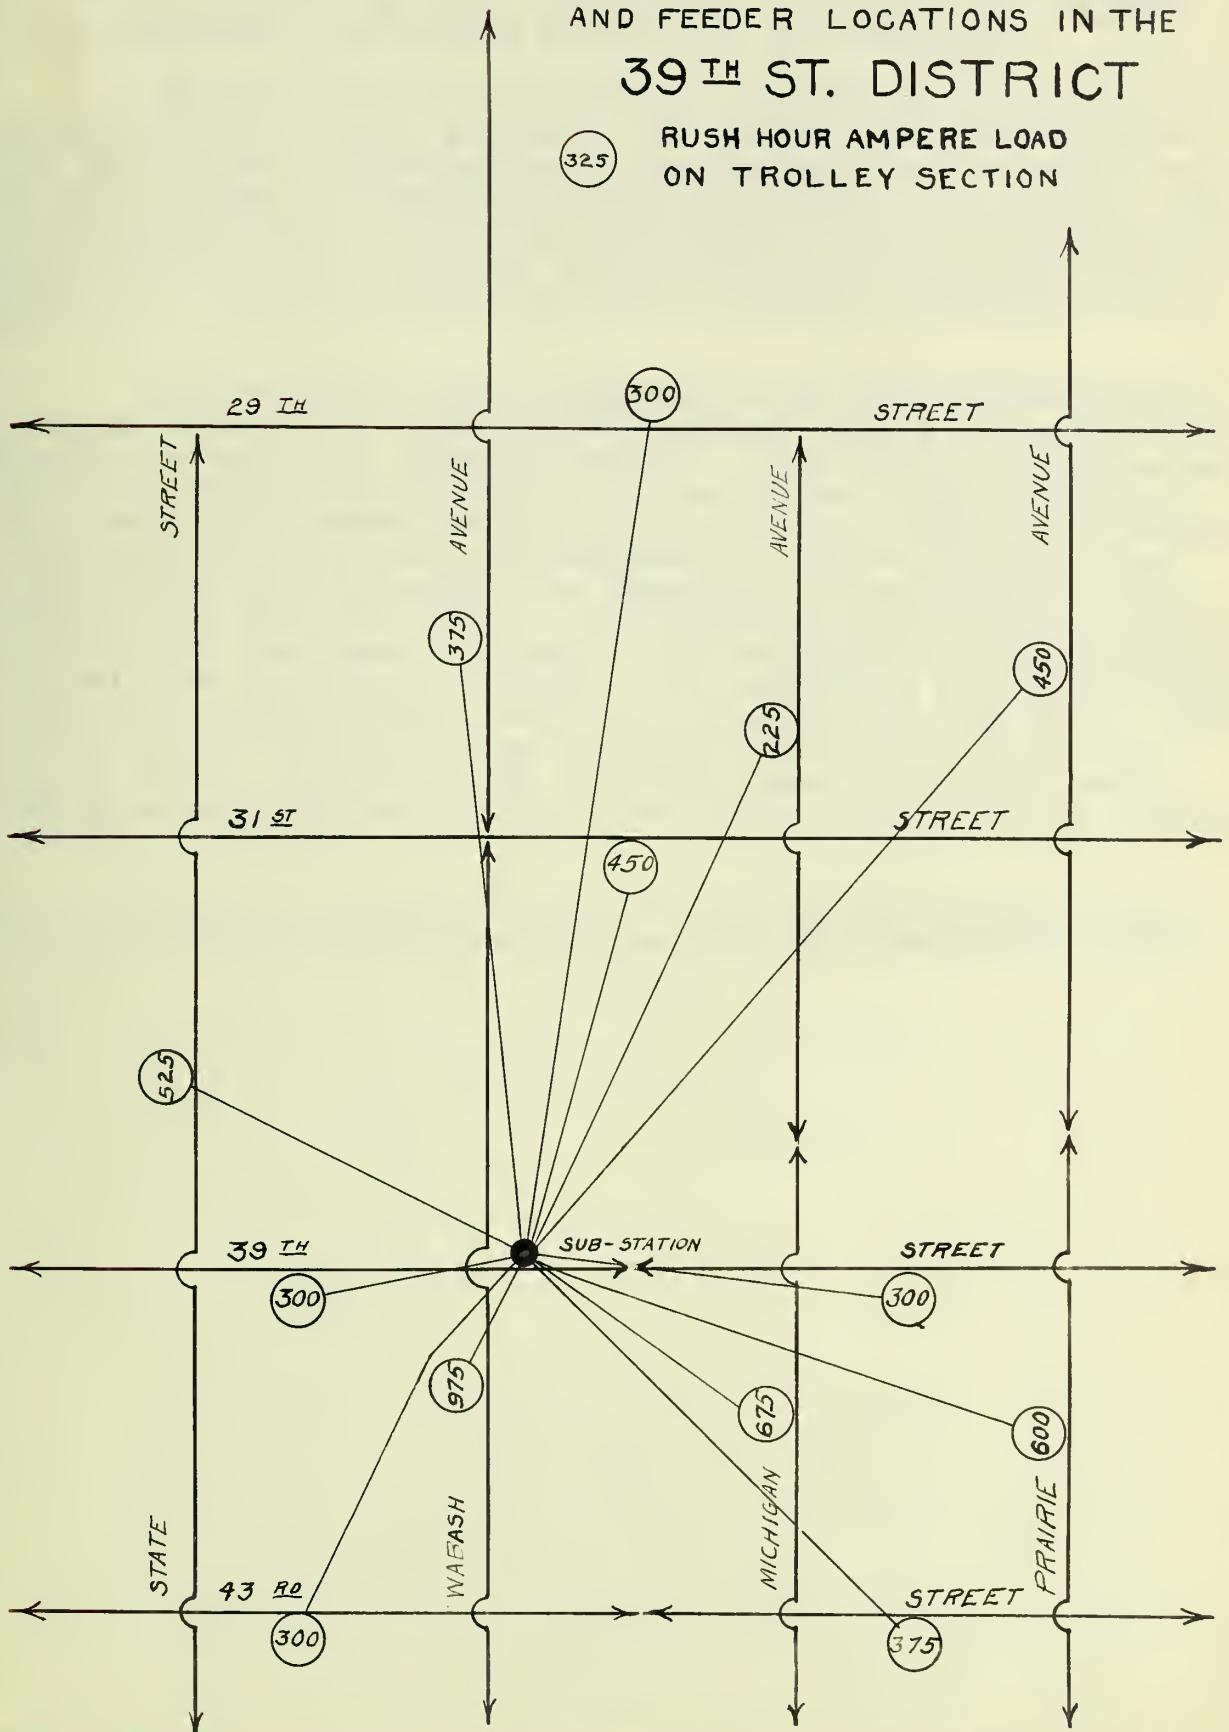 AND FEEDER LOCATIONS IN THE
39TH ST. DISTRICT
325
RUSH HOUR AMPERE LOAD
ON TROLLEY SECTION
300
29 TH
STREET
STREET
AVENUE
AVENUE
AVENUE
375
450
225
31 ST
STREET
450
525
39 TH
SUB-STATION
STREET
300
300
975
675
600
STATE
WABASH
MICHIGAN
PRAIRIE
43 RD
STREET
300
375